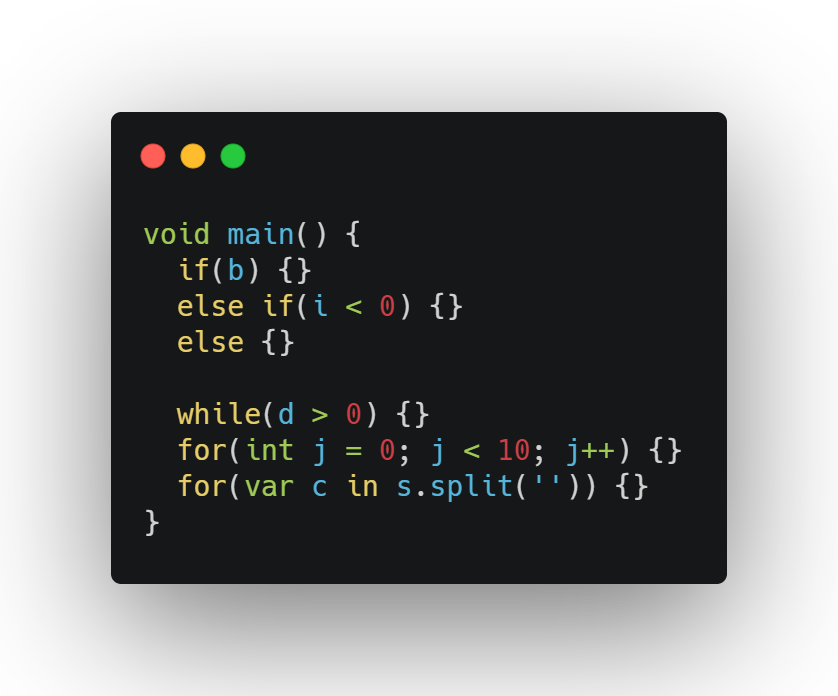 void main() {
  if(b) {}
  else if(i < 0) {}
  else {}

  while(d > 0) {}
  for(int j = 0; j < 10; j++) {}
  for(var c in s.split('')) {}
}